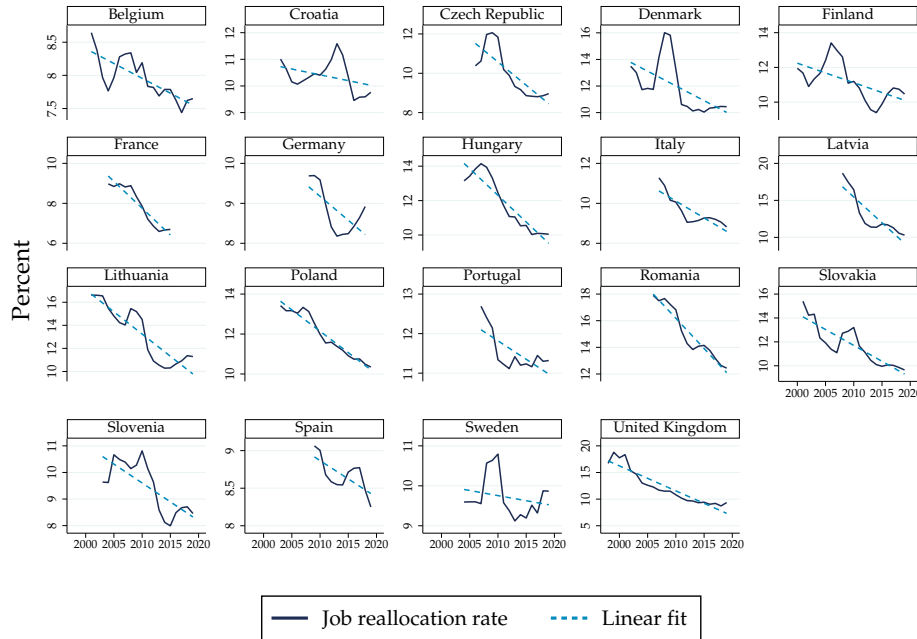 Percent
Belgium
8.5
8
7.5
Croatia
12
11
10
9
Czech Republic
12
10
8
Denmark
16
14
12
10
Finland
14
12
10
France
10
8
6
Germany
10
9
8
Hungary
14
12
10
Italy
12
10
8
Latvia
20
15
10
Lithuania
16
14
12
10
Poland
14
12
10
Portugal
13
12
11
Romania
18
16
14
12
Slovakia
16
14
12
10
2000 2005 2010 2015 2020
Slovenia
11
10
9
8
2000 2005 2010 2015 2020
Spain
9
8.5
8
2000 2005 2010 2015 2020
Sweden
11
10
9
2000 2005 2010 2015 2020
United Kingdom
20
15
10
5
2000 2005 2010 2015 2020
Job reallocation rate
Linear fit